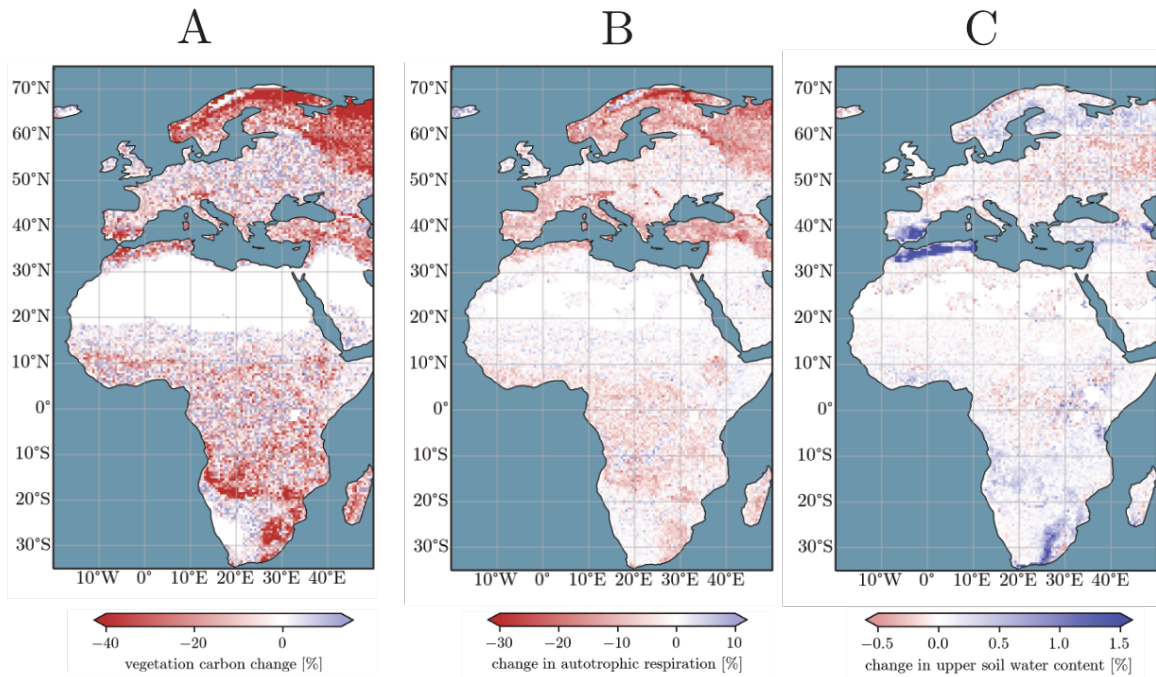 A B C
70°N
60°N
50°N
40°N
30°N
20°N
10°N
0°
10°S
20°S
30°S
10°W 0° 10°E 20°E 30°E 40°E
−40 −20 0
vegetation carbon change [%]
70°N
60°N
50°N
40°N
30°N
20°N
10°N
0°
10°S
20°S
30°S
10°W 0° 10°E 20°E 30°E 40°E
−30 −20 −10 0 10
change in autotrophic respiration [%]
70°N
60°N
50°N
40°N
30°N
20°N
10°N
0°
10°S
20°S
30°S
10°W 0° 10°E 20°E 30°E 40°E
−0.5 0.0 0.5 1.0 1.5
change in upper soil water content [%]